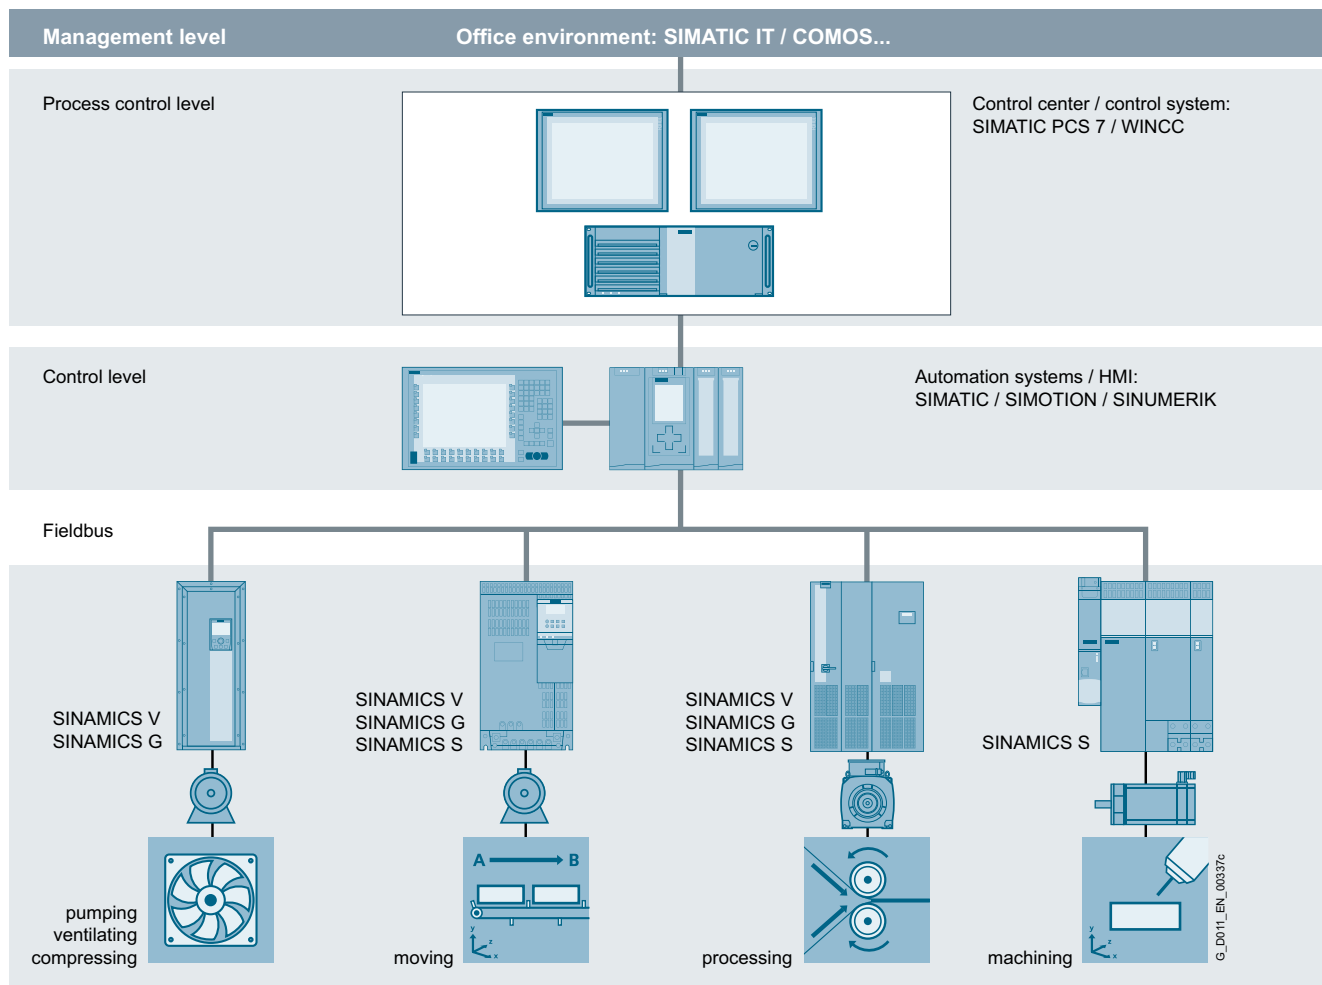 Management level
Office environment: SIMATIC IT / COMOS...
Process control level
Control center / control system:
SIMATIC PCS 7 / WINCC
Control level
Automation systems / HMI:
SIMATIC / SIMOTION / SINUMERIK
Fieldbus
SINAMICS V
SINAMICS G
SINAMICS V
SINAMICS G
SINAMICS S
SINAMICS V
SINAMICS G
SINAMICS S
SINAMICS S
pumping
ventilating
compressing
A B
y
z
x
moving
processing
y
z
x
machining
G_D011_EN_00337c